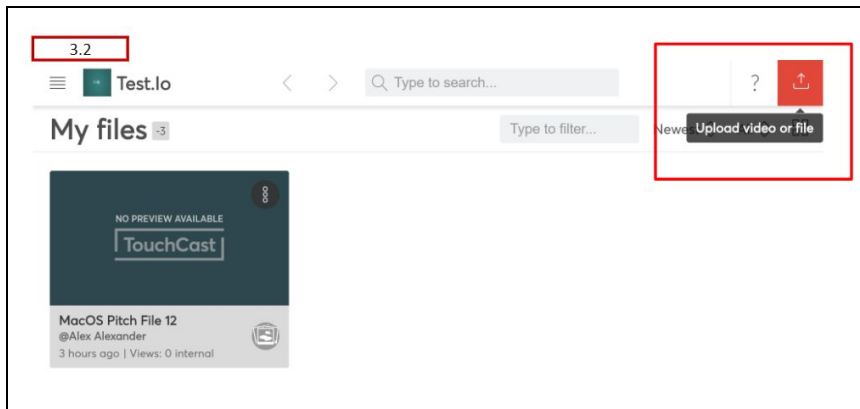 3.2
Test.Io
Type to search...
?
My files -3
Type to filter...
Newes
Upload video or file
NO PREVIEW AVAILABLE
TouchCast
MacOS Pitch File 12
@Alex Alexander
3 hours ago | Views: 0 internal